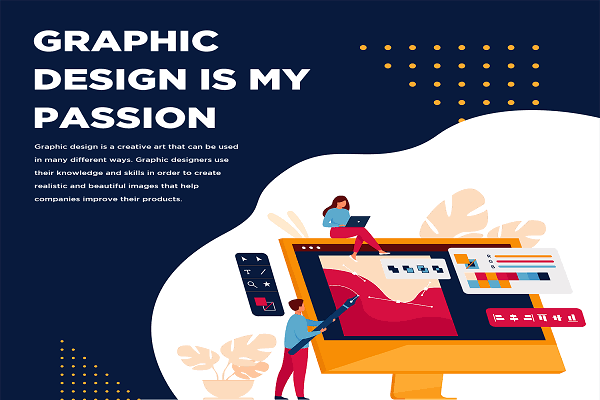 GRAPHIC
DESIGN IS MY
PASSION
Graphic design is a creative art that can be used
in many different ways. Graphic designers use
their knowledge and skills in order to create
realistic and beautiful images that help
companies improve their products.
T
R
G
B